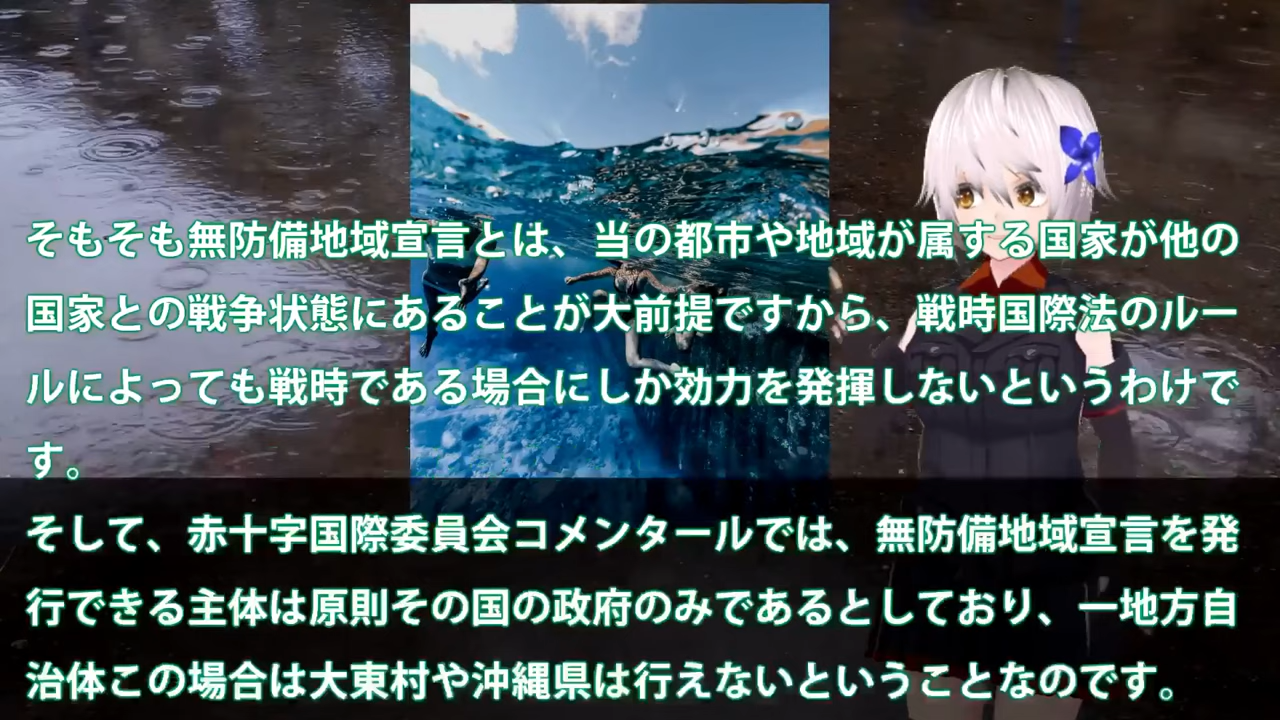 そもそも無防備地域宣言とは、当の都市や地域が属する国家が他の
国家との戦争状態にあることが大前提ですから、戦時国際法のルー
ルによっても戦時である場合にしか効力を発揮しないというわけで
す。
そして、赤十字国際委員会コメンタールでは、無防備地域宣言を発
行できる主体は原則その国の政府のみであるとしており、一地方自
治体この場合は大東村や沖縄県は行えないということなのです。